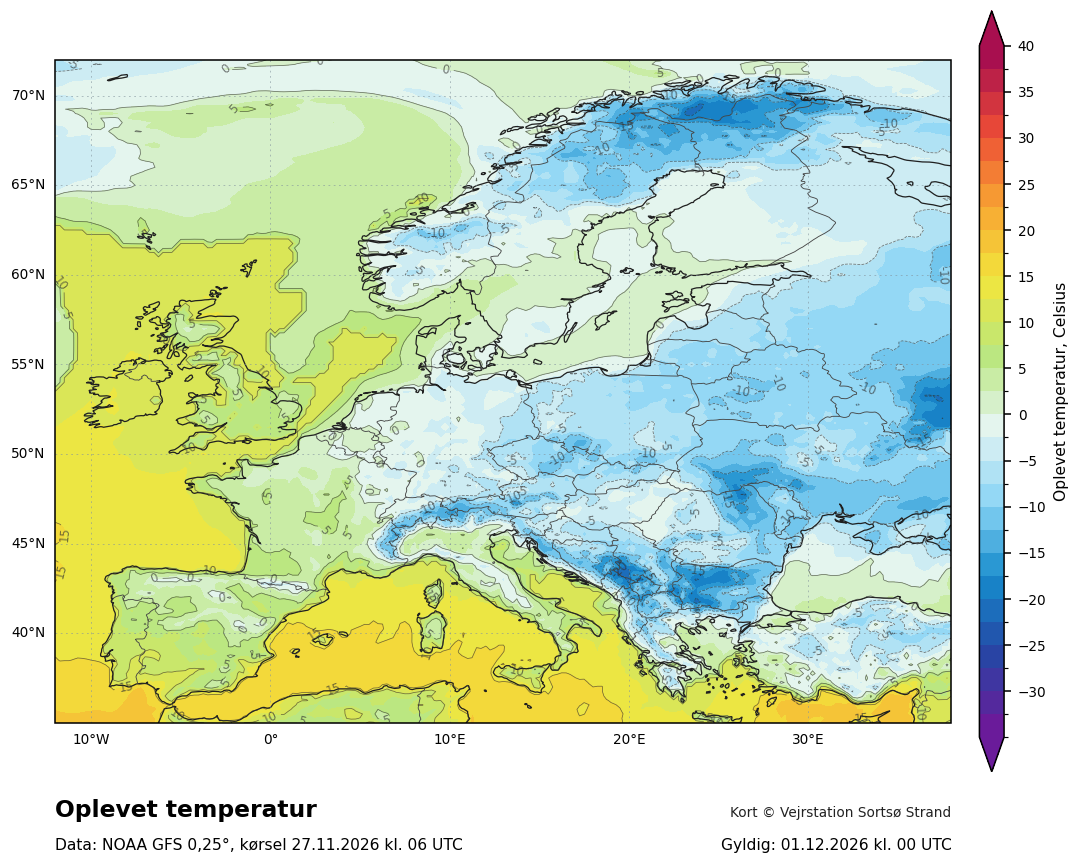 70°N
65°N
60°N
55°N
50°N
45°N
40°N
10°W
0°
10°E
20°E
30°E
40
35
30
25
20
15
10
5
0
−5
−10
−15
−20
−25
−30
Oplevet temperatur, Celsius
Oplevet temperatur
Kort © Vejrstation Sortsø Strand
Data: NOAA GFS 0,25°, kørsel 27.11.2026 kl. 06 UTC
Gyldig: 01.12.2026 kl. 00 UTC